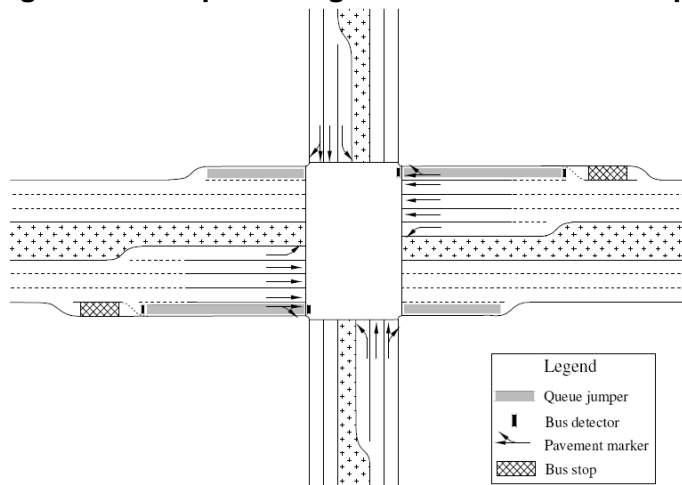 Legend
Queue jumper
Bus detector
Pavement marker
Bus stop